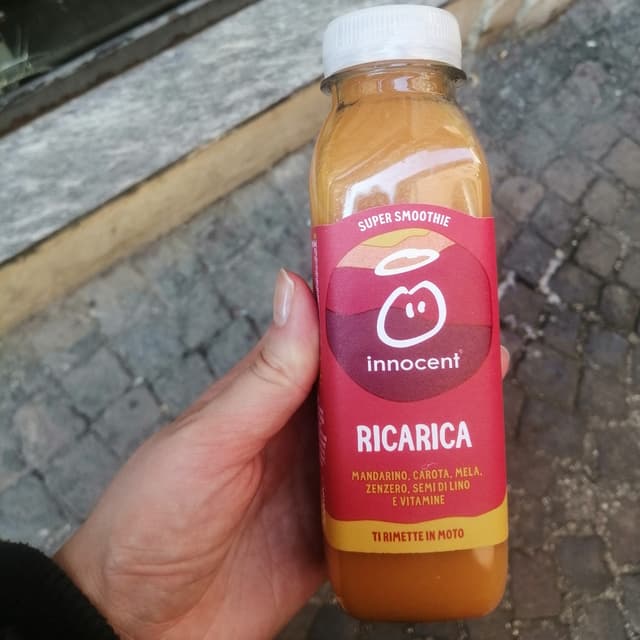 SUPER SMOOTHIE
innocent
RICARICA
MANDARINO, CAROTA, MELA,
ZENZERO, SEMI DI LINO
E VITAMINE
TI RIMETTE IN MOTO